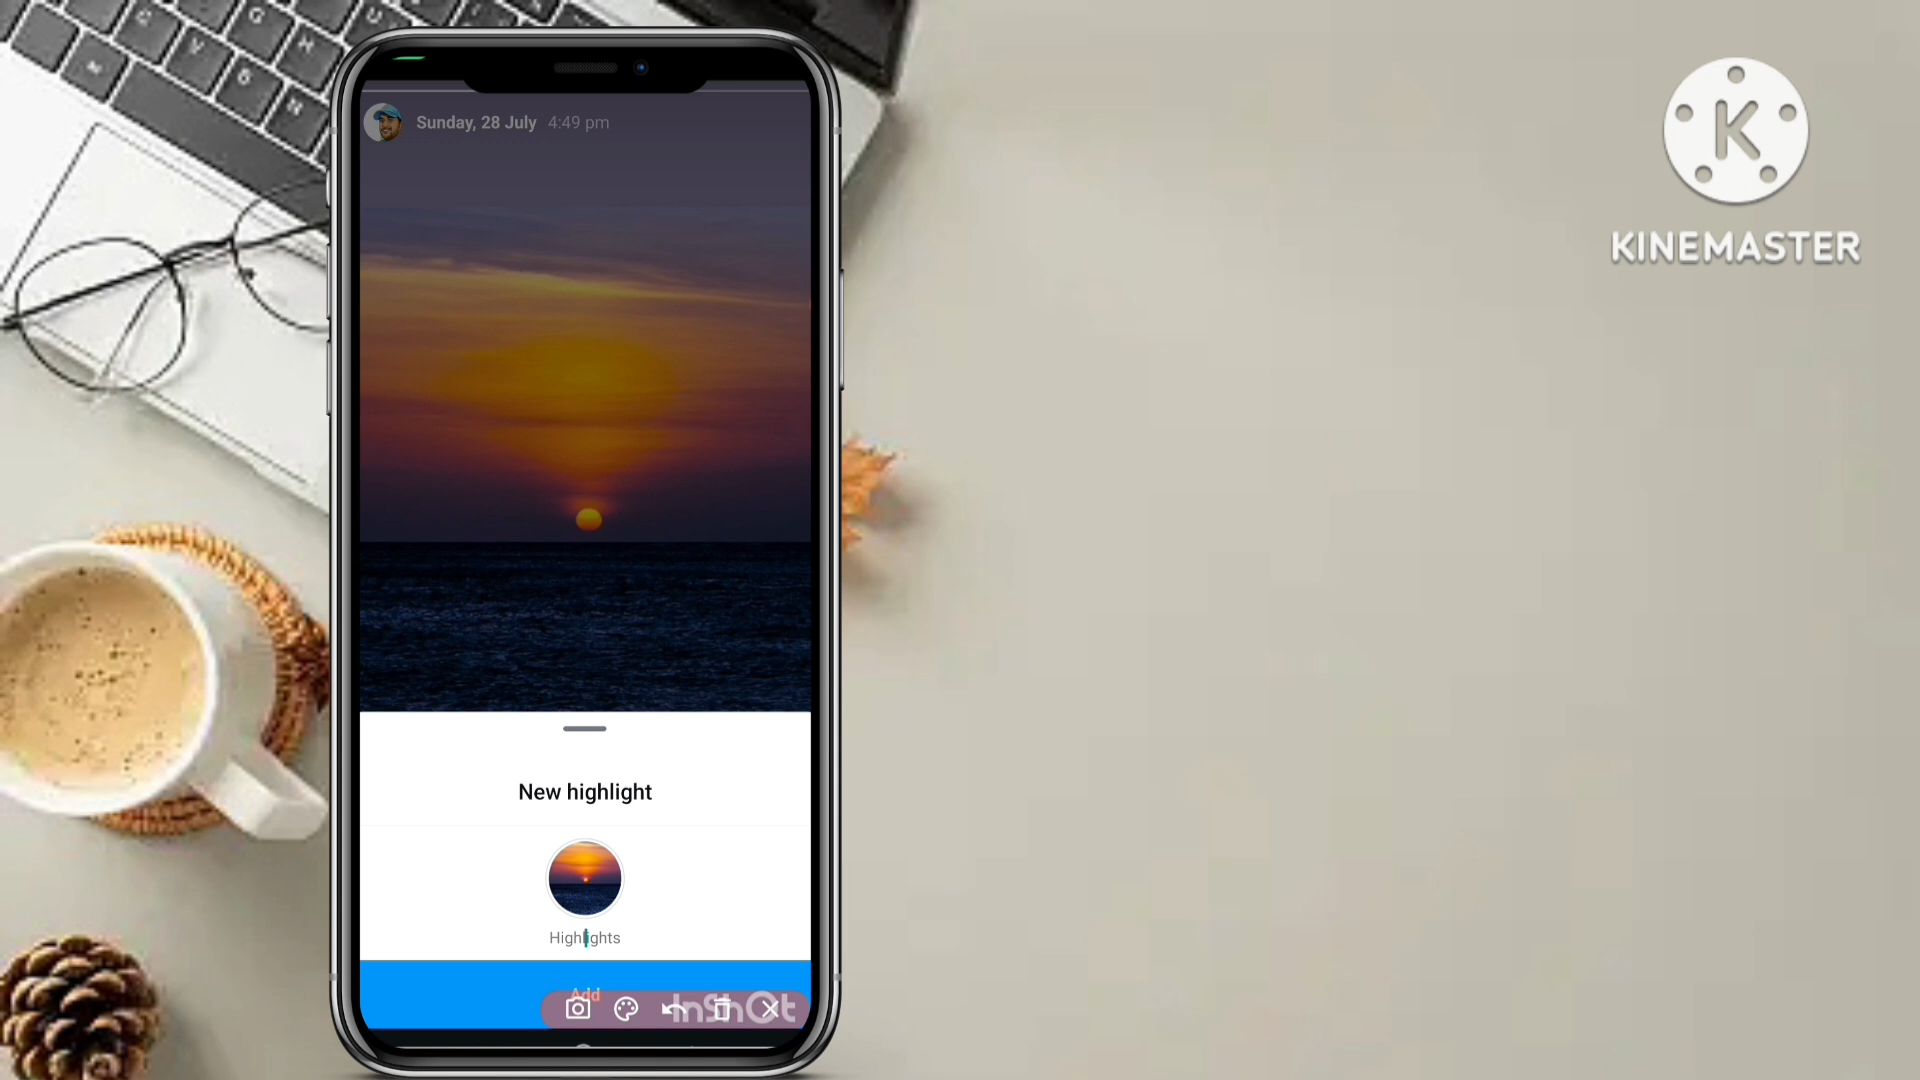 Sunday, 28 July 4:49 pm
K
KINEMASTER
New highlight
Highlights
Add
InShOt